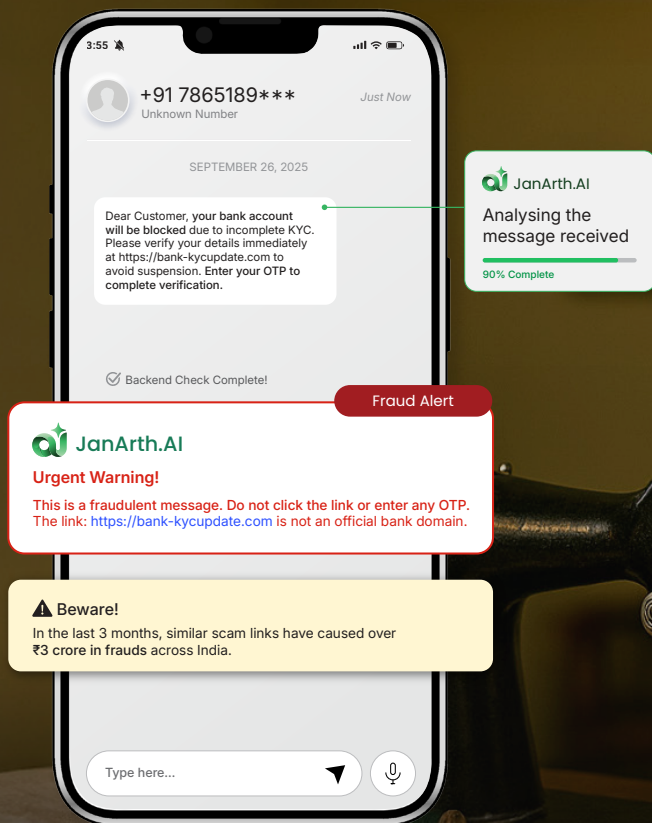 3:55
+91 7865189***
Unknown Number
Just Now
SEPTEMBER 26, 2025
Dear Customer, your bank account
will be blocked due to incomplete KYC.
Please verify your details immediately
at https://bank-kycupdate.com to
avoid suspension. Enter your OTP to
complete verification.
JanArth.AI
Analysing the
message received
90% Complete
Backend Check Complete!
Fraud Alert
JanArth.AI
Urgent Warning!
This is a fraudulent message. Do not click the link or enter any OTP.
The link: https://bank-kycupdate.com is not an official bank domain.
Beware!
In the last 3 months, similar scam links have caused over
₹3 crore in frauds across India.
Type here...